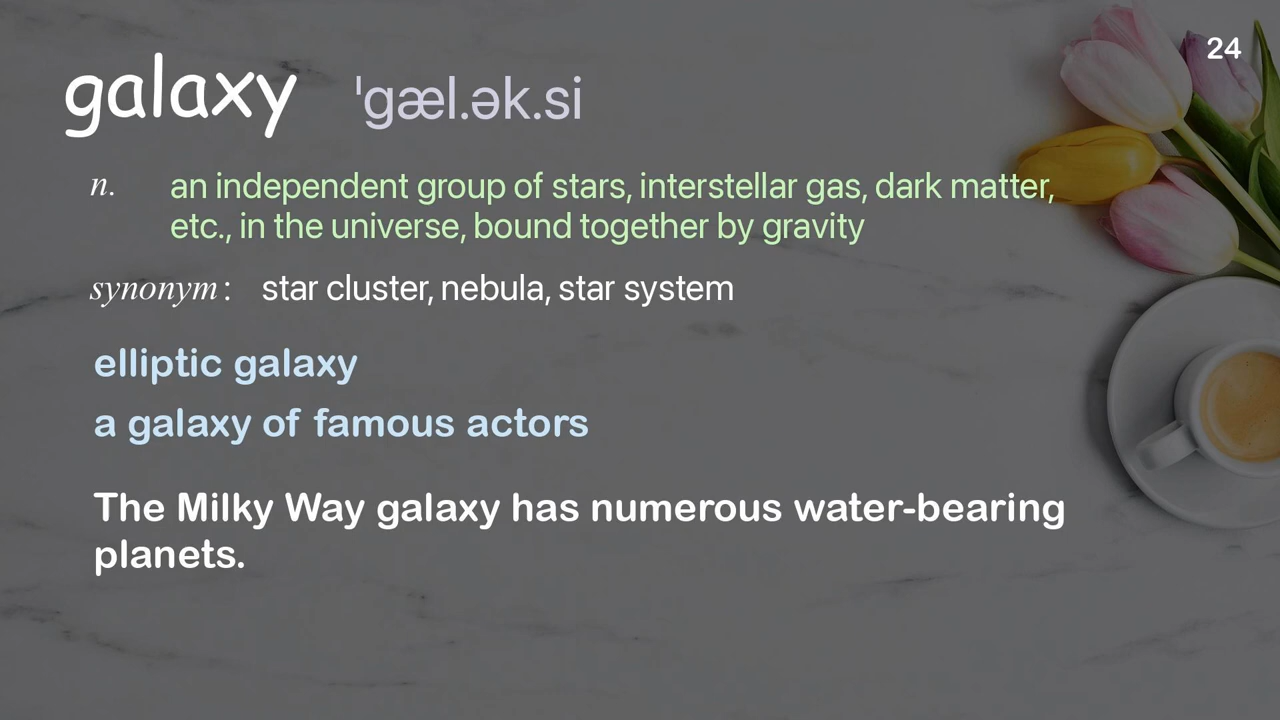 24
galaxy ˈɡæl.ək.si
n. an independent group of stars, interstellar gas, dark matter,
etc., in the universe, bound together by gravity
synonym : star cluster, nebula, star system
elliptic galaxy
a galaxy of famous actors
The Milky Way galaxy has numerous water-bearing
planets.